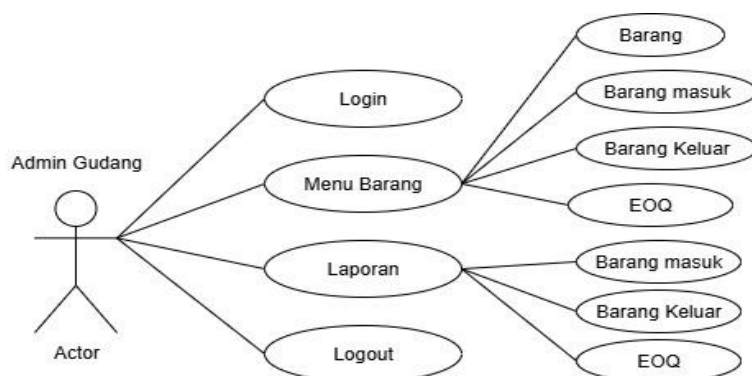 Barang
Login
Barang masuk
Barang Keluar
Admin Gudang
Menu Barang
EOQ
Laporan
Barang masuk
Barang Keluar
Logout
EOQ
Actor